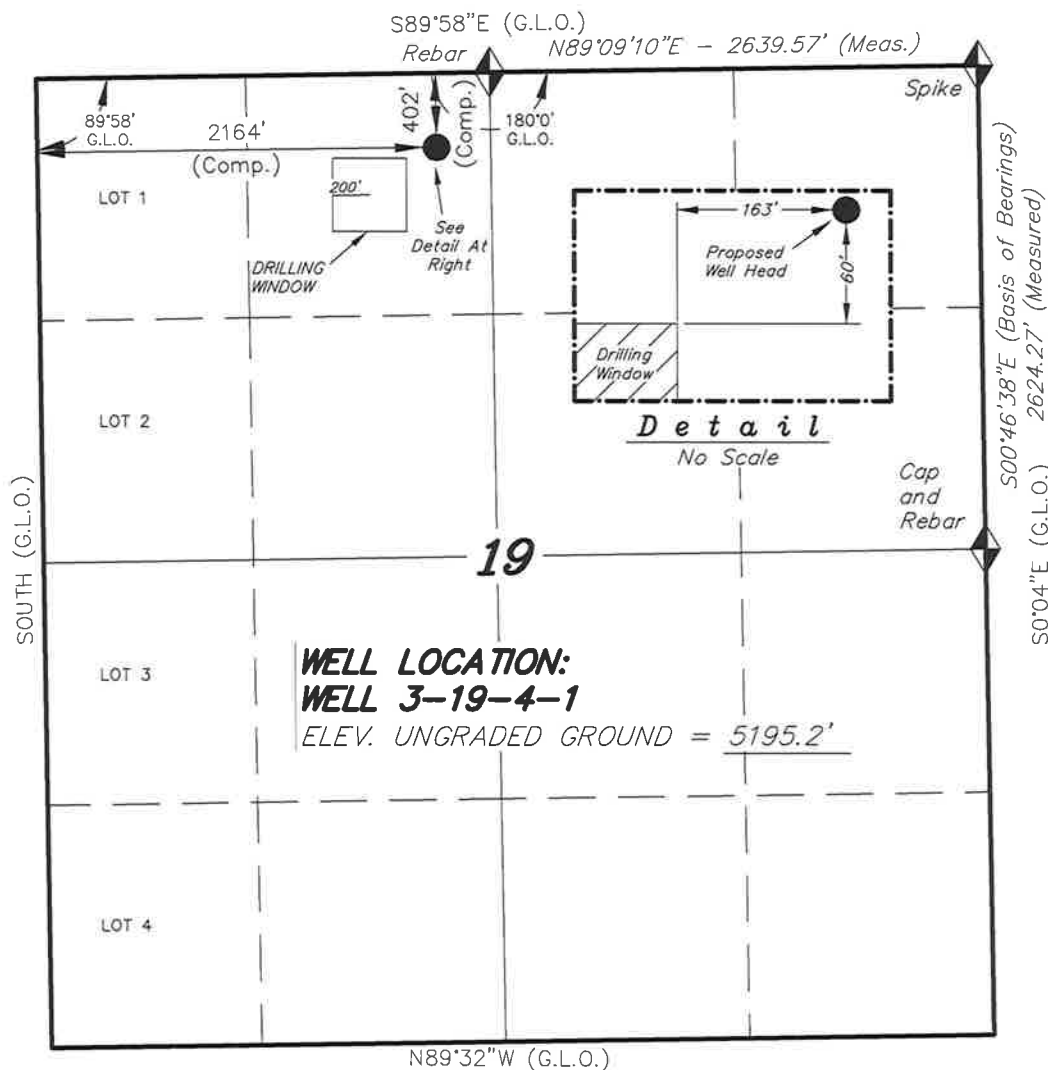 S89°58"E (G.L.O.)
Rebar
N89°09'10"E - 2639.57' (Meas.)
Spike
89°58'
G.L.O.
2164'
(Comp.)
402'
(Comp.)
180°0'
G.L.O.
LOT 1
200'
See
Detail At
Right
DRILLING
WINDOW
163'
Proposed
Well Head
60'
Drilling
Window
Detail
No Scale
S00°46'38"E (Basis of Bearings)
2624.27' (Measured)
LOT 2
Cap
and
Rebar
SOUTH (G.L.O.)
S0°04"E (G.L.O.)
19
LOT 3
WELL LOCATION:
WELL 3-19-4-1
ELEV. UNGRADED GROUND = 5195.2'
LOT 4
N89°32"W (G.L.O.)